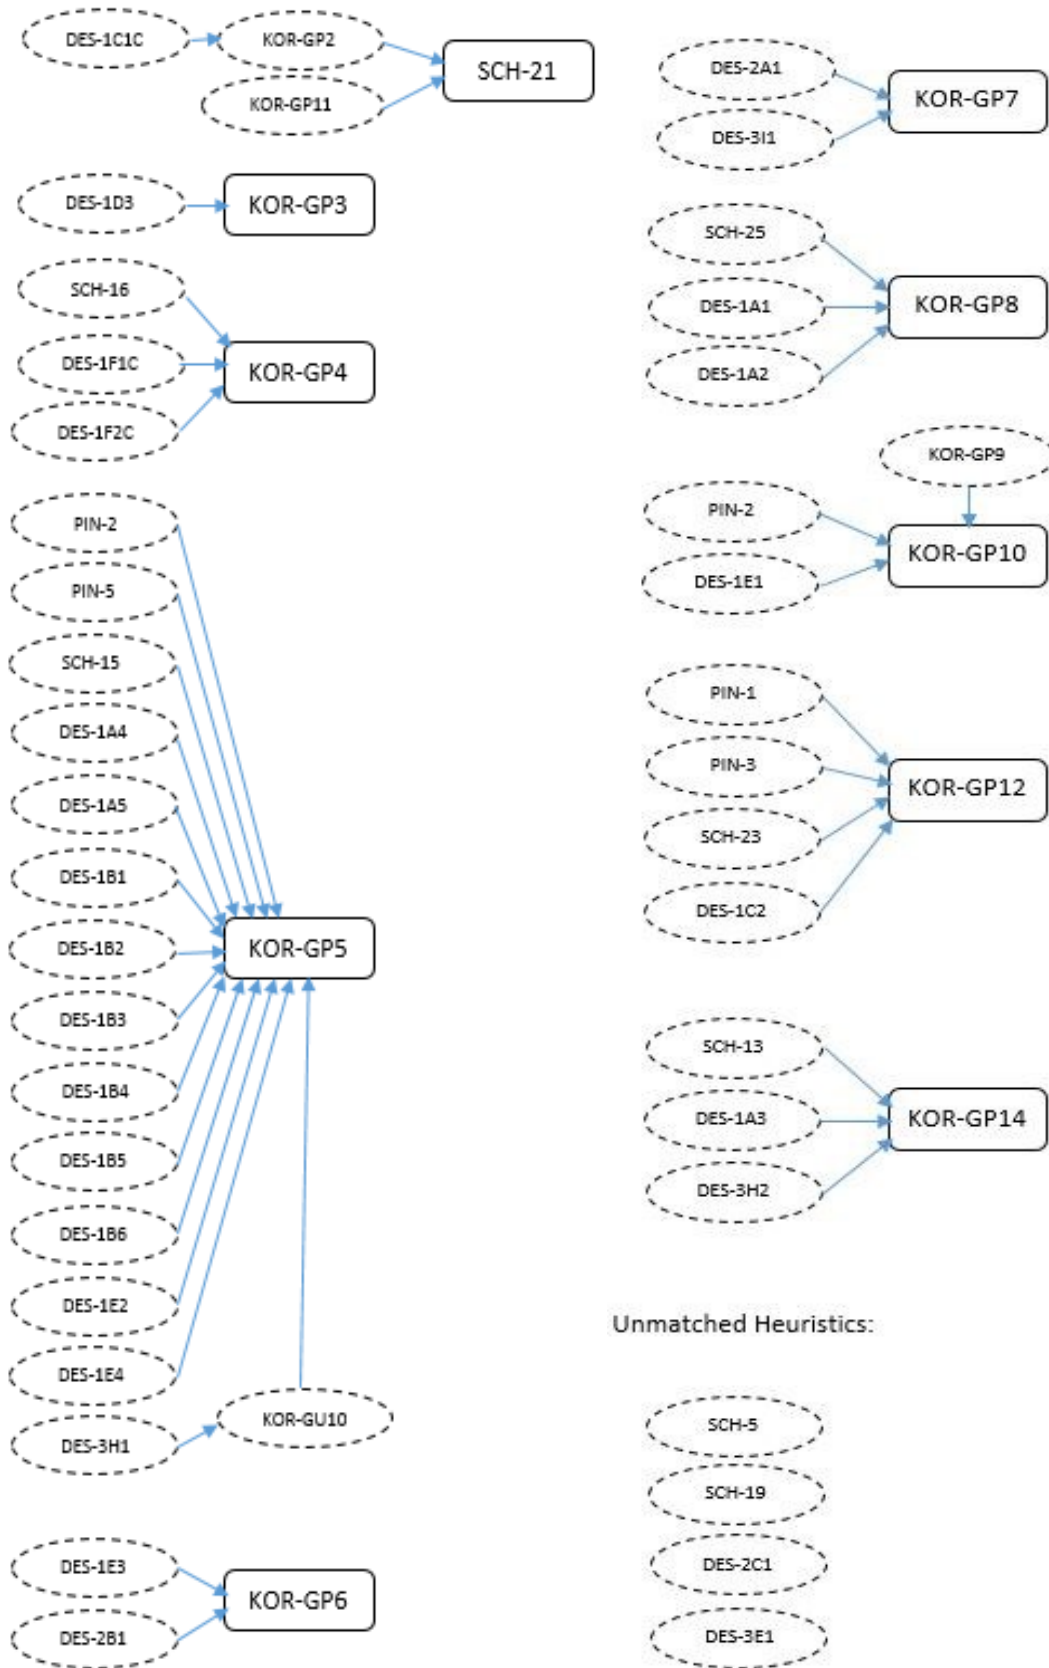 DES-1C1C
KOR-GP2
KOR-GP11
SCH-21
DES-1D3
KOR-GP3
SCH-16
DES-1F1C
DES-1F2C
KOR-GP4
PIN-2
PIN-5
SCH-15
DES-1A4
DES-1A5
DES-1B1
DES-1B2
DES-1B3
DES-1B4
DES-1B5
DES-1B6
DES-1E2
DES-1E4
DES-3H1
KOR-GU10
KOR-GP5
DES-1E3
DES-2B1
KOR-GP6
DES-2A1
DES-3I1
KOR-GP7
SCH-25
DES-1A1
DES-1A2
KOR-GP8
KOR-GP9
PIN-2
DES-1E1
KOR-GP10
PIN-1
PIN-3
SCH-23
DES-1C2
KOR-GP12
SCH-13
DES-1A3
DES-3H2
KOR-GP14
Unmatched Heuristics:
SCH-5
SCH-19
DES-2C1
DES-3E1